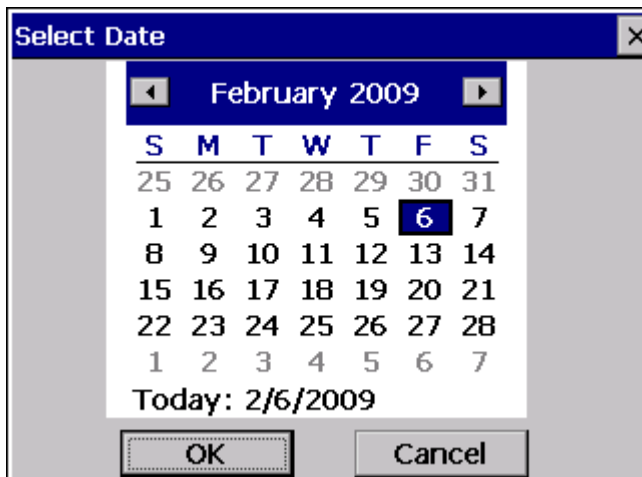 Select Date
February 2009
S M T W T F S
25 26 27 28 29 30 31
1 2 3 4 5 6 7
8 9 10 11 12 13 14
15 16 17 18 19 20 21
22 23 24 25 26 27 28
1 2 3 4 5 6 7
Today: 2/6/2009
OK Cancel